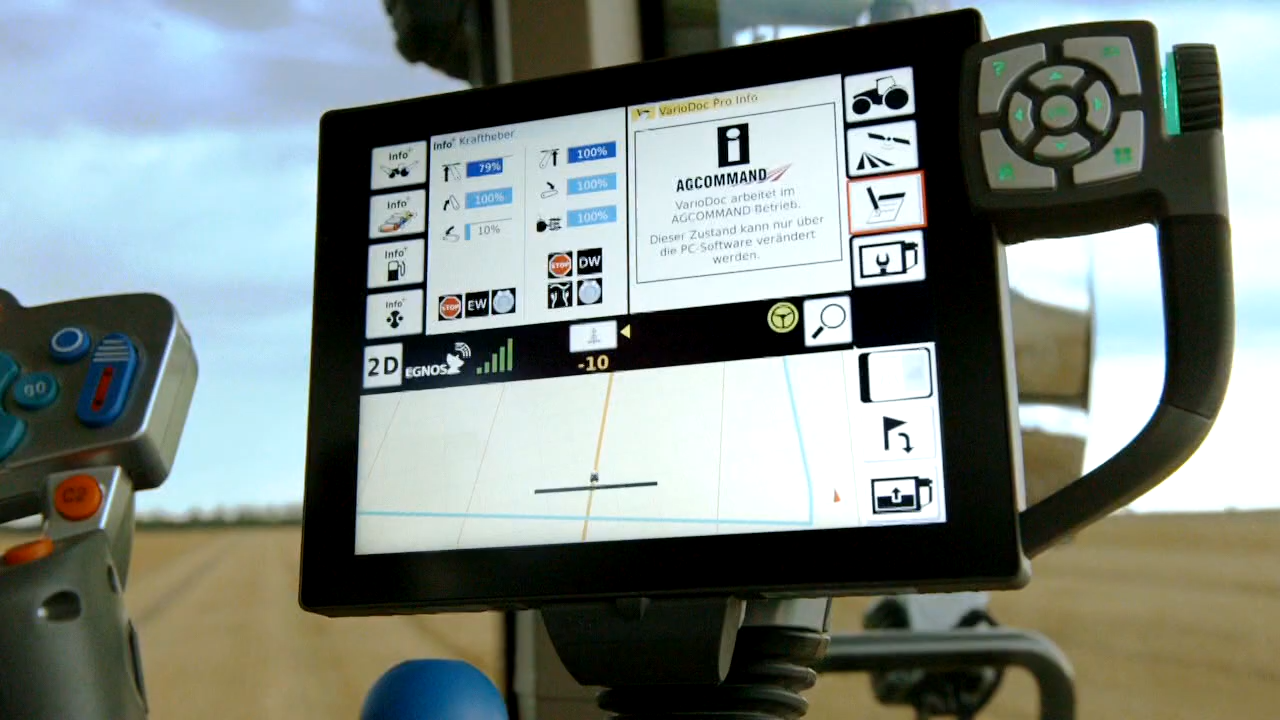 Info+
Info+
Info+
Info+
Info+ Kraftheber
79%
100%
10%
100%
100%
100%
STOP
DW
STOP
EW
VarioDoc Pro Info
i
AGCOMMAND
VarioDoc arbeitet im
AGCOMMAND-Betrieb.
Dieser Zustand kann nur über
die PC-Software verändert
werden.
2D
EGNOS
-10
?
C2